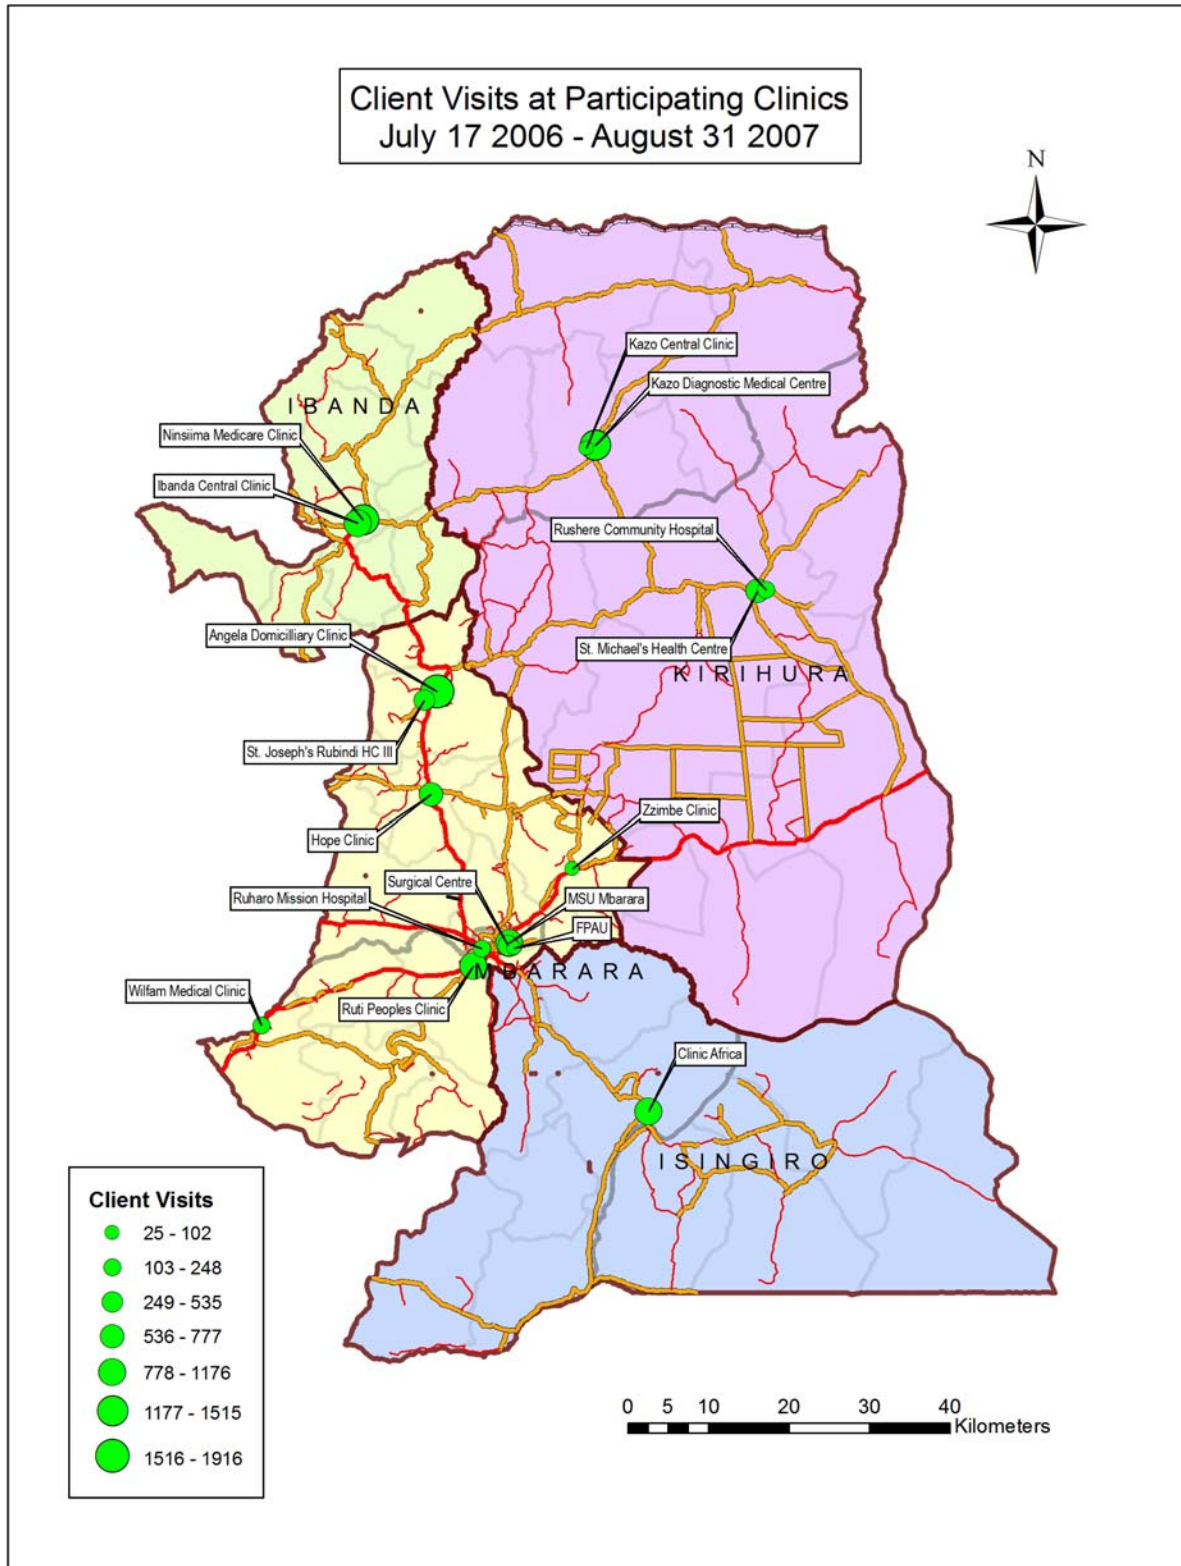 Client Visits at Participating Clinics
July 17 2006 - August 31 2007
N
Kazo Central Clinic
Kazo Diagnostic Medical Centre
IBANDA
Ninsiima Medicare Clinic
Ibanda Central Clinic
Rushere Community Hospital
Angela Domicilliary Clinic
St. Michael's Health Centre
KIRIHURA
St. Joseph's Rubindi HC III
Zzimbe Clinic
Hope Clinic
Surgical Centre
Ruharo Mission Hospital
MSU Mbarara
FPAU
MBARARA
Wilfam Medical Clinic
Ruti Peoples Clinic
Clinic Africa
ISINGIRO
Client Visits
25 - 102
103 - 248
249 - 535
536 - 777
778 - 1176
1177 - 1515
1516 - 1916
0 5 10 20 30 40
Kilometers